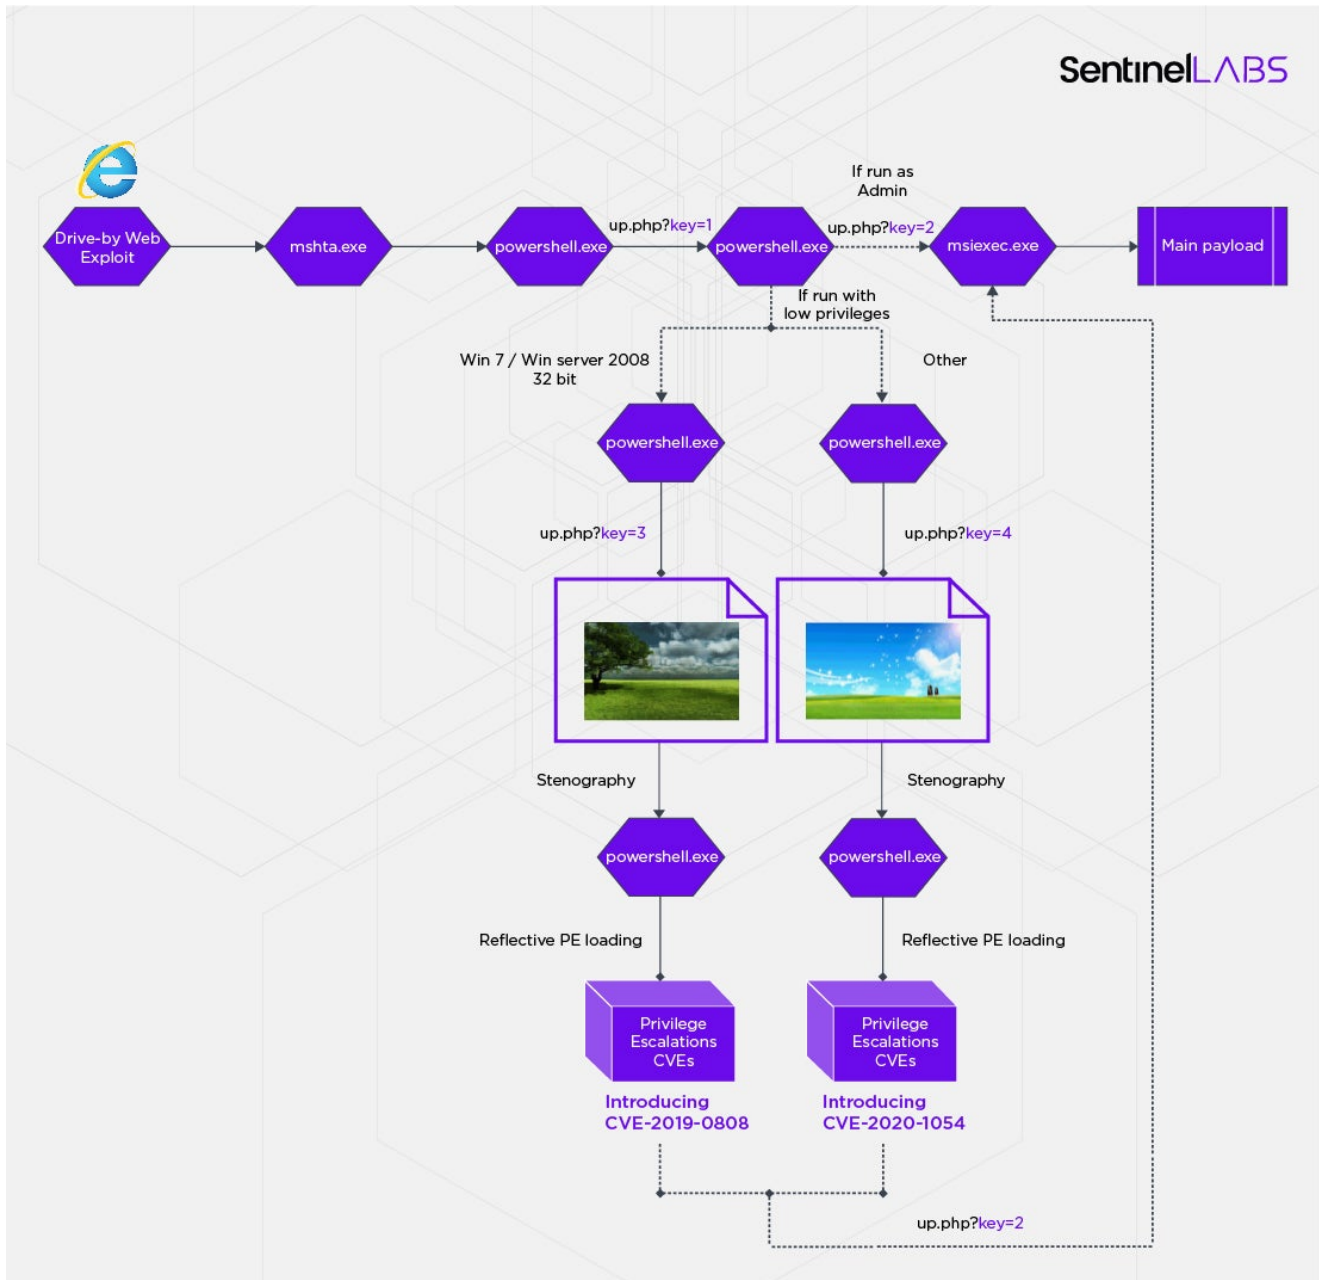 SentinelLABS
If run as
Admin
Drive-by Web
Exploit
mshta.exe
powershell.exe
up.php?key=1
powershell.exe
up.php?key=2
msiexec.exe
Main payload
If run with
low privileges
Win 7 / Win server 2008
32 bit
Other
powershell.exe
powershell.exe
up.php?key=3
up.php?key=4
Stenography
Stenography
powershell.exe
powershell.exe
Reflective PE loading
Reflective PE loading
Privilege
Escalations
CVEs
Privilege
Escalations
CVEs
Introducing
CVE-2019-0808
Introducing
CVE-2020-1054
up.php?key=2